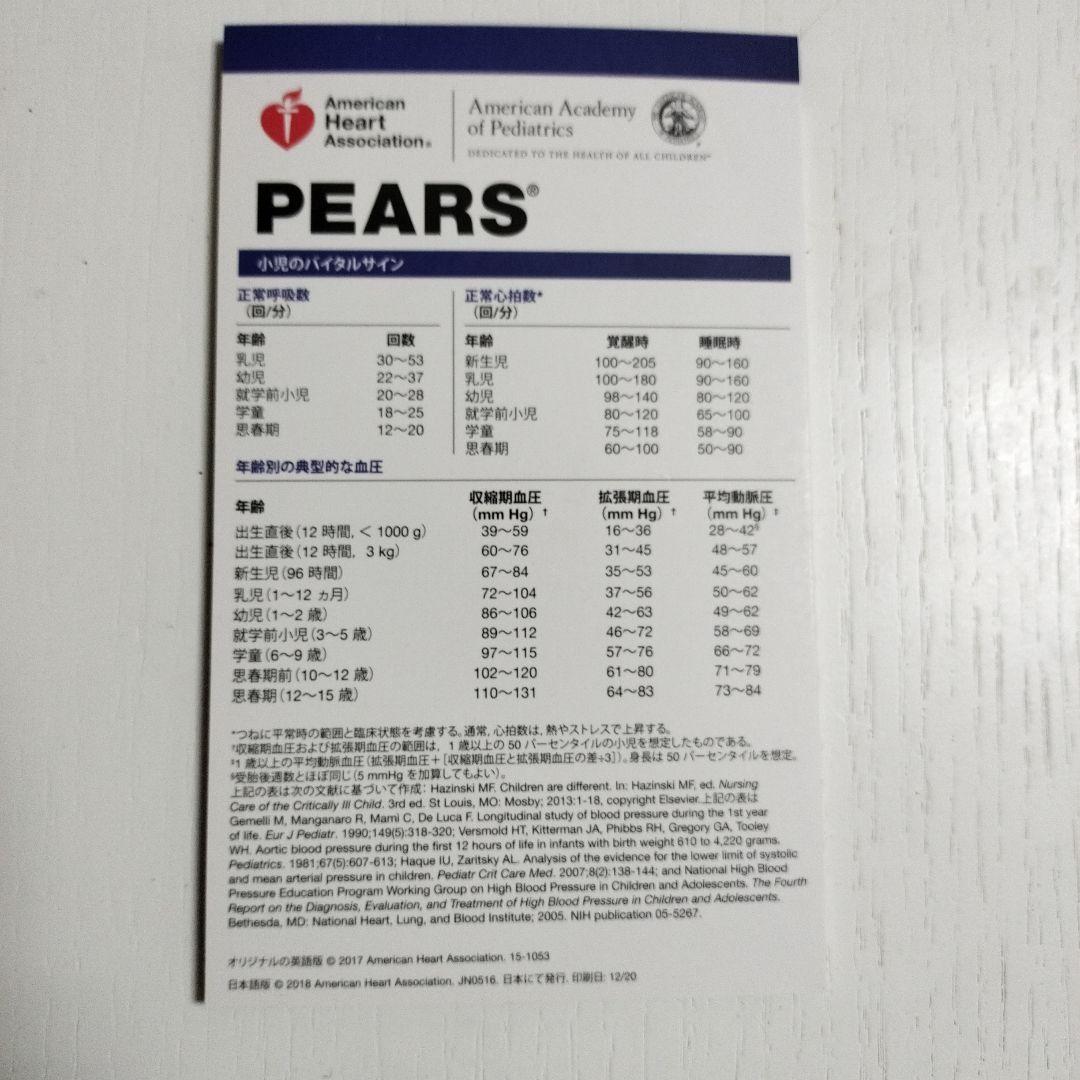 American
Heart
Association®
American Academy
of Pediatrics
DEDICATED TO THE HEALTH OF ALL CHILDREN™
PEARS®
小児のバイタルサイン
正常呼吸数
(回/分)
年齢 回数
乳児 30～53
幼児 22～37
就学前小児 20～28
学童 18～25
思春期 12～20
正常心拍数*
(回/分)
年齢 覚醒時 睡眠時
新生児 100～205 90～160
乳児 100～180 90～160
幼児 98～140 80～120
就学前小児 80～120 65～100
学童 75～118 58～90
思春期 60～100 50～90
年齢別の典型的な血圧
年齢 収縮期血圧 (mm Hg)† 拡張期血圧 (mm Hg)† 平均動脈圧 (mm Hg)‡
出生直後(12 時間, < 1000 g) 39～59 16～36 28～42§
出生直後(12 時間, 3 kg) 60～76 31～45 48～57
新生児(96 時間) 67～84 35～53 45～60
乳児(1～12 ヵ月) 72～104 37～56 50～62
幼児(1～2 歳) 86～106 42～63 49～62
就学前小児(3～5 歳) 89～112 46～72 58～69
学童(6～9 歳) 97～115 57～76 66～72
思春期前(10～12 歳) 102～120 61～80 71～79
思春期(12～15 歳) 110～131 64～83 73～84
*つねに平常時の範囲と臨床状態を考慮する。通常, 心拍数は, 熱やストレスで上昇する。
†収縮期血圧および拡張期血圧の範囲は, 1 歳以上の 50 パーセンタイルの小児を想定したものである。
‡1 歳以上の平均動脈血圧(拡張期血圧+[収縮期血圧と拡張期血圧の差÷3])。身長は 50 パーセンタイルを想定。
§受胎後週数とほぼ同じ(5 mmHg を加算してもよい)。
上記の表は次の文献に基づいて作成: Hazinski MF. Children are different. In: Hazinski MF, ed. Nursing
Care of the Critically Ill Child. 3rd ed. St Louis, MO: Mosby; 2013:1-18, copyright Elsevier.上記の表は
Gemelli M, Manganaro R, Mamì C, De Luca F. Longitudinal study of blood pressure during the 1st year
of life. Eur J Pediatr. 1990;149(5):318-320; Versmold HT, Kitterman JA, Phibbs RH, Gregory GA, Tooley
WH. Aortic blood pressure during the first 12 hours of life in infants with birth weight 610 to 4,220 grams.
Pediatrics. 1981;67(5):607-613; Haque IU, Zaritsky AL. Analysis of the evidence for the lower limit of systolic
and mean arterial pressure in children. Pediatr Crit Care Med. 2007;8(2):138-144; and National High Blood
Pressure Education Program Working Group on High Blood Pressure in Children and Adolescents. The Fourth
Report on the Diagnosis, Evaluation, and Treatment of High Blood Pressure in Children and Adolescents.
Bethesda, MD: National Heart, Lung, and Blood Institute; 2005. NIH publication 05-5267.
オリジナルの英語版 © 2017 American Heart Association. 15-1053
日本語版 © 2018 American Heart Association. JN0516. 日本にて発行. 印刷日: 12/20